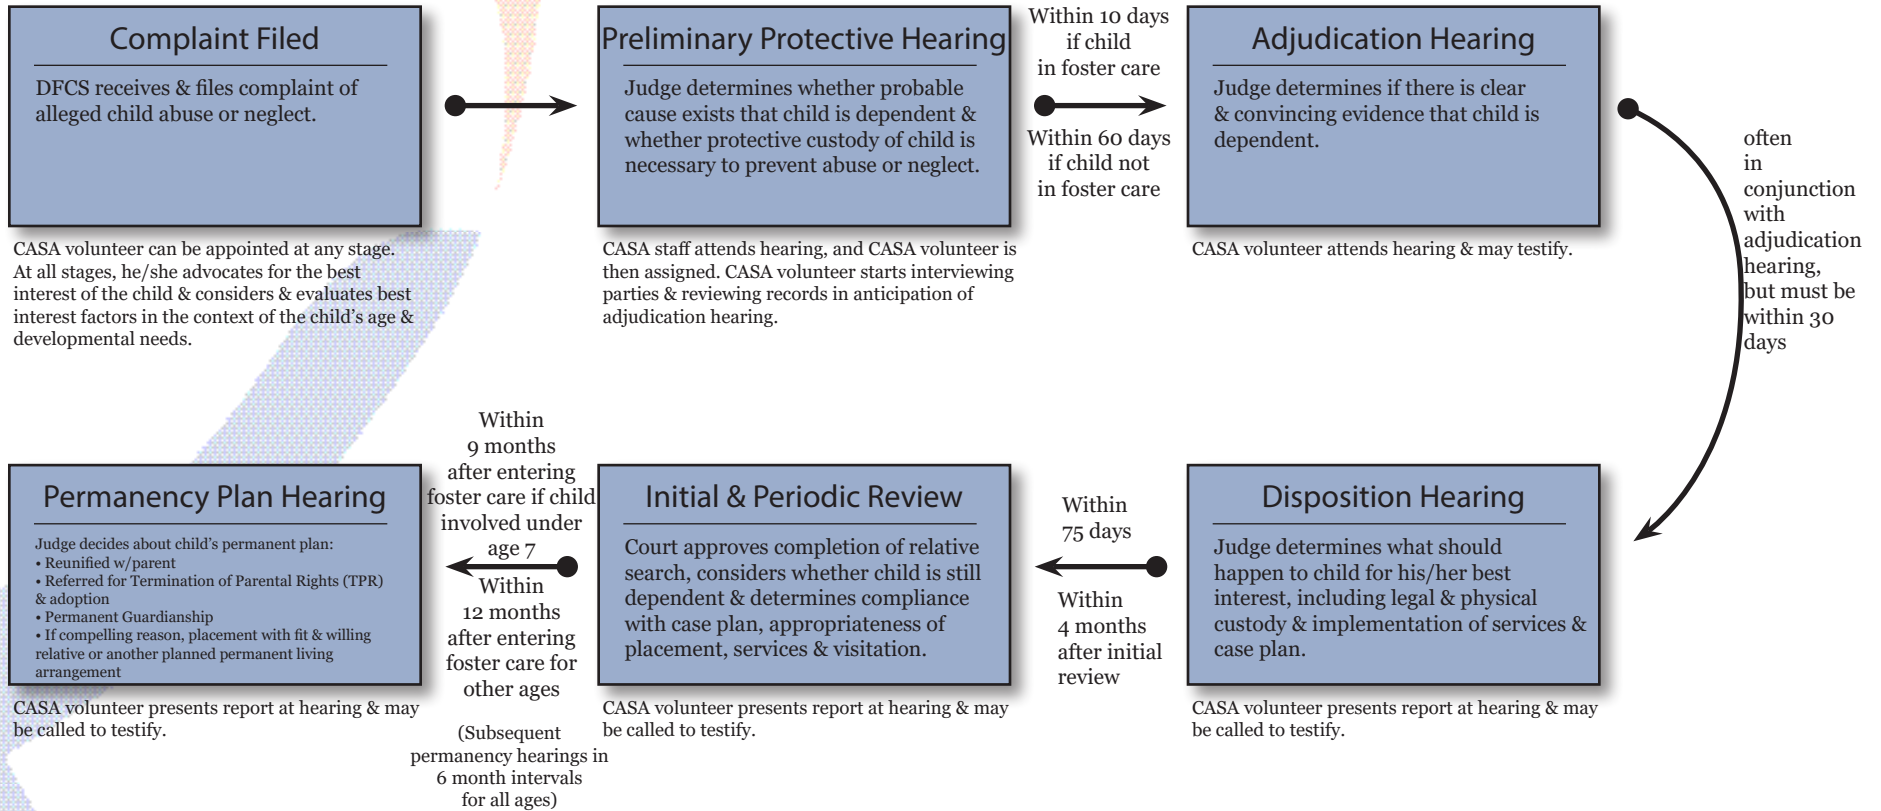 Complaint Filed
DFCS receives & files complaint of
alleged child abuse or neglect.
CASA volunteer can be appointed at any stage.
At all stages, he/she advocates for the best
interest of the child & considers & evaluates best
interest factors in the context of the child’s age &
developmental needs.
Preliminary Protective Hearing
Judge determines whether probable
cause exists that child is dependent &
whether protective custody of child is
necessary to prevent abuse or neglect.
CASA staff attends hearing, and CASA volunteer is
then assigned. CASA volunteer starts interviewing
parties & reviewing records in anticipation of
adjudication hearing.
Within 10 days
if child
in foster care
Within 60 days
if child not
in foster care
Adjudication Hearing
Judge determines if there is clear
& convincing evidence that child is
dependent.
CASA volunteer attends hearing & may testify.
often
in
conjunction
with
adjudication
hearing,
but must be
within 30
days
Disposition Hearing
Judge determines what should
happen to child for his/her best
interest, including legal & physical
custody & implementation of services &
case plan.
CASA volunteer presents report at hearing & may
be called to testify.
Within
75 days
Within
4 months
after initial
review
Initial & Periodic Review
Court approves completion of relative
search, considers whether child is still
dependent & determines compliance
with case plan, appropriateness of
placement, services & visitation.
CASA volunteer presents report at hearing & may
be called to testify.
Within
9 months
after entering
foster care if child
involved under
age 7
Within
12 months
after entering
foster care for
other ages
(Subsequent
permanency hearings in
6 month intervals
for all ages)
Permanency Plan Hearing
Judge decides about child’s permanent plan:
• Reunified w/parent
• Referred for Termination of Parental Rights (TPR)
& adoption
• Permanent Guardianship
• If compelling reason, placement with fit & willing
relative or another planned permanent living
arrangement
CASA volunteer presents report at hearing & may
be called to testify.